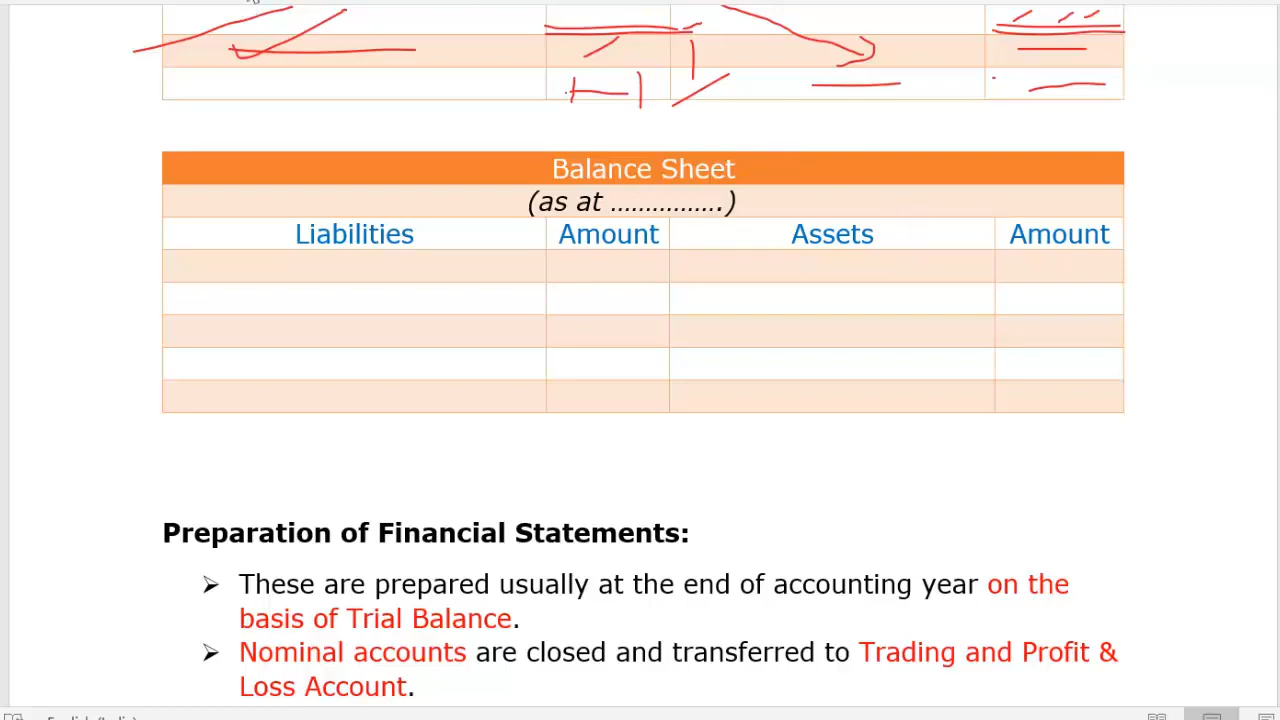 Balance Sheet
(as at ................)
Liabilities Amount Assets Amount
Preparation of Financial Statements:
➢ These are prepared usually at the end of accounting year on the
basis of Trial Balance.
➢ Nominal accounts are closed and transferred to Trading and Profit &
Loss Account.